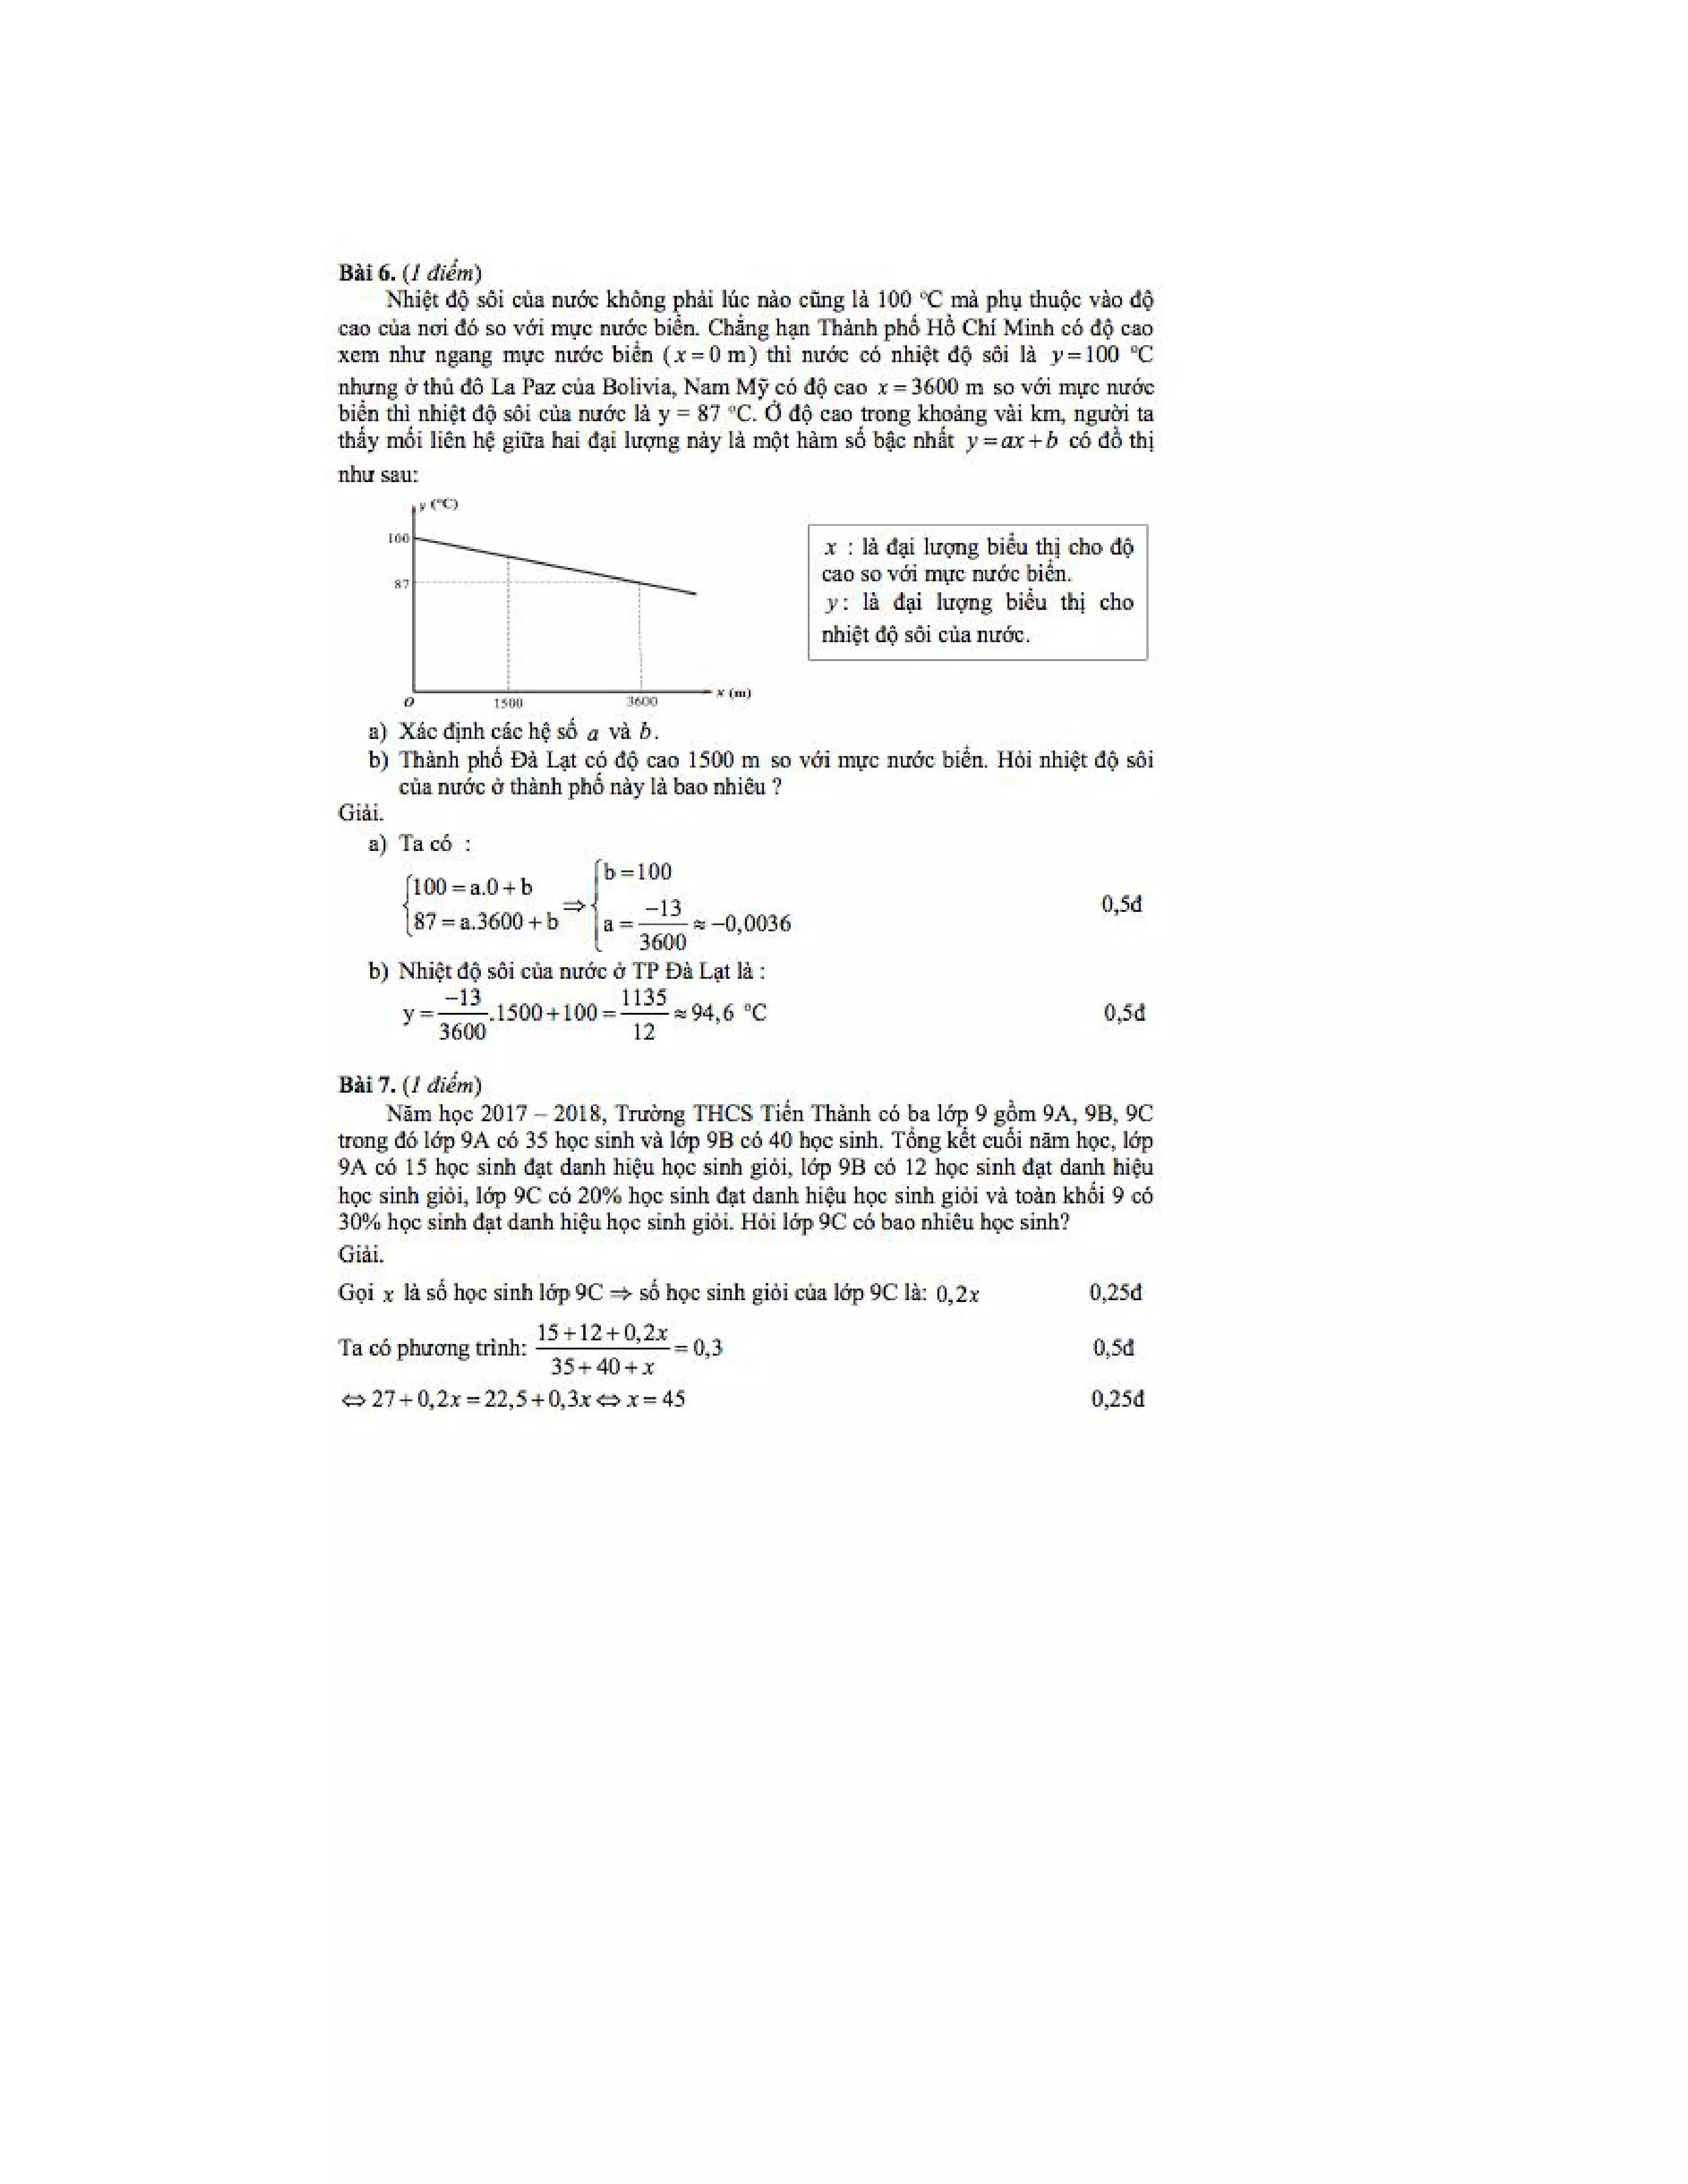 Bài 6. (1 điểm)
Nhiệt độ sôi của nước không phải lúc nào cũng là 100 °C mà phụ thuộc vào độ
cao của nơi đó so với mực nước biển. Chẳng hạn Thành phố Hồ Chí Minh có độ cao
xem như ngang mực nước biển (x = 0 m) thì nước có nhiệt độ sôi là y = 100 °C
nhưng ở thủ đô La Paz của Bolivia, Nam Mỹ có độ cao x = 3600 m so với mực nước
biển thì nhiệt độ sôi của nước là y = 87 °C. Ở độ cao trong khoảng vài km, người ta
thấy mối liên hệ giữa hai đại lượng này là một hàm số bậc nhất y = ax + b có đồ thị
như sau:
y (°C)
100
87
O
1500
3600
x (m)
x : là đại lượng biểu thị cho độ
cao so với mực nước biển.
y: là đại lượng biểu thị cho
nhiệt độ sôi của nước.
a) Xác định các hệ số a và b.
b) Thành phố Đà Lạt có độ cao 1500 m so với mực nước biển. Hỏi nhiệt độ sôi
của nước ở thành phố này là bao nhiêu ?
Giải.
a) Ta có :
{100 = a.0 + b; 87 = a.3600 + b ⇒ {b = 100; a = -13/3600 ≈ -0,0036 0,5đ
b) Nhiệt độ sôi của nước ở TP Đà Lạt là :
y = -13/3600 .1500 + 100 = 1135/12 ≈ 94,6 °C 0,5đ
Bài 7. (1 điểm)
Năm học 2017 – 2018, Trường THCS Tiến Thành có ba lớp 9 gồm 9A, 9B, 9C
trong đó lớp 9A có 35 học sinh và lớp 9B có 40 học sinh. Tổng kết cuối năm học, lớp
9A có 15 học sinh đạt danh hiệu học sinh giỏi, lớp 9B có 12 học sinh đạt danh hiệu
học sinh giỏi, lớp 9C có 20% học sinh đạt danh hiệu học sinh giỏi và toàn khối 9 có
30% học sinh đạt danh hiệu học sinh giỏi. Hỏi lớp 9C có bao nhiêu học sinh?
Giải.
Gọi x là số học sinh lớp 9C ⇒ số học sinh giỏi của lớp 9C là: 0,2x 0,25đ
Ta có phương trình: (15 + 12 + 0,2x)/(35 + 40 + x) = 0,3 0,5đ
⇔ 27 + 0,2x = 22,5 + 0,3x ⇔ x = 45 0,25đ